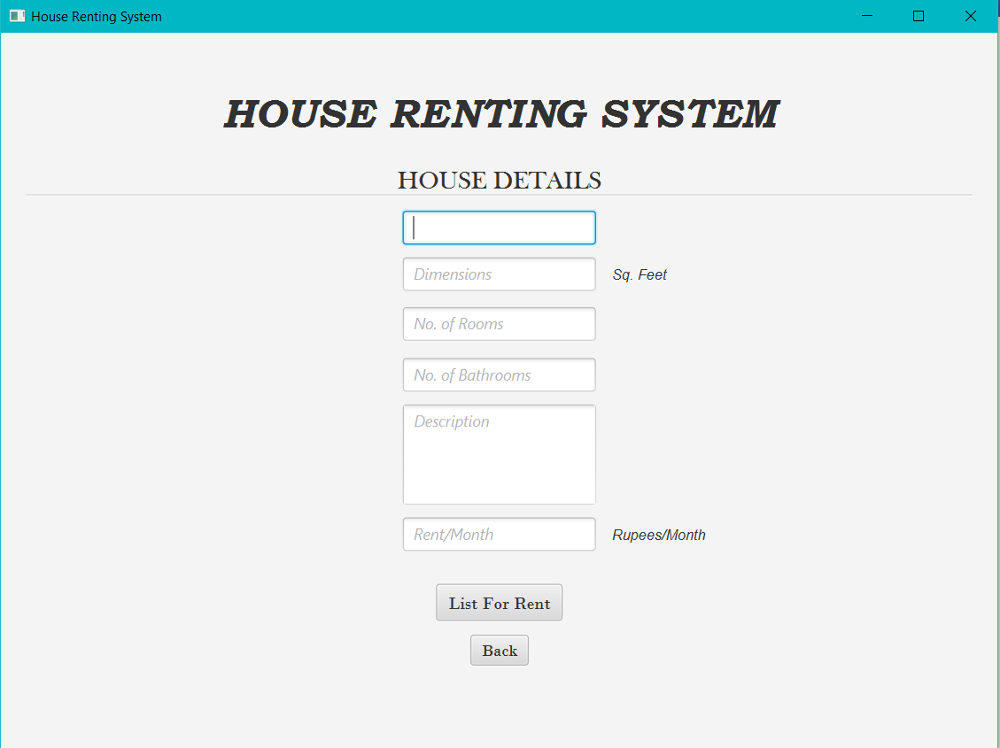 House Renting System
HOUSE RENTING SYSTEM
HOUSE DETAILS
Dimensions Sq. Feet
No. of Rooms
No. of Bathrooms
Description
Rent/Month Rupees/Month
List For Rent
Back